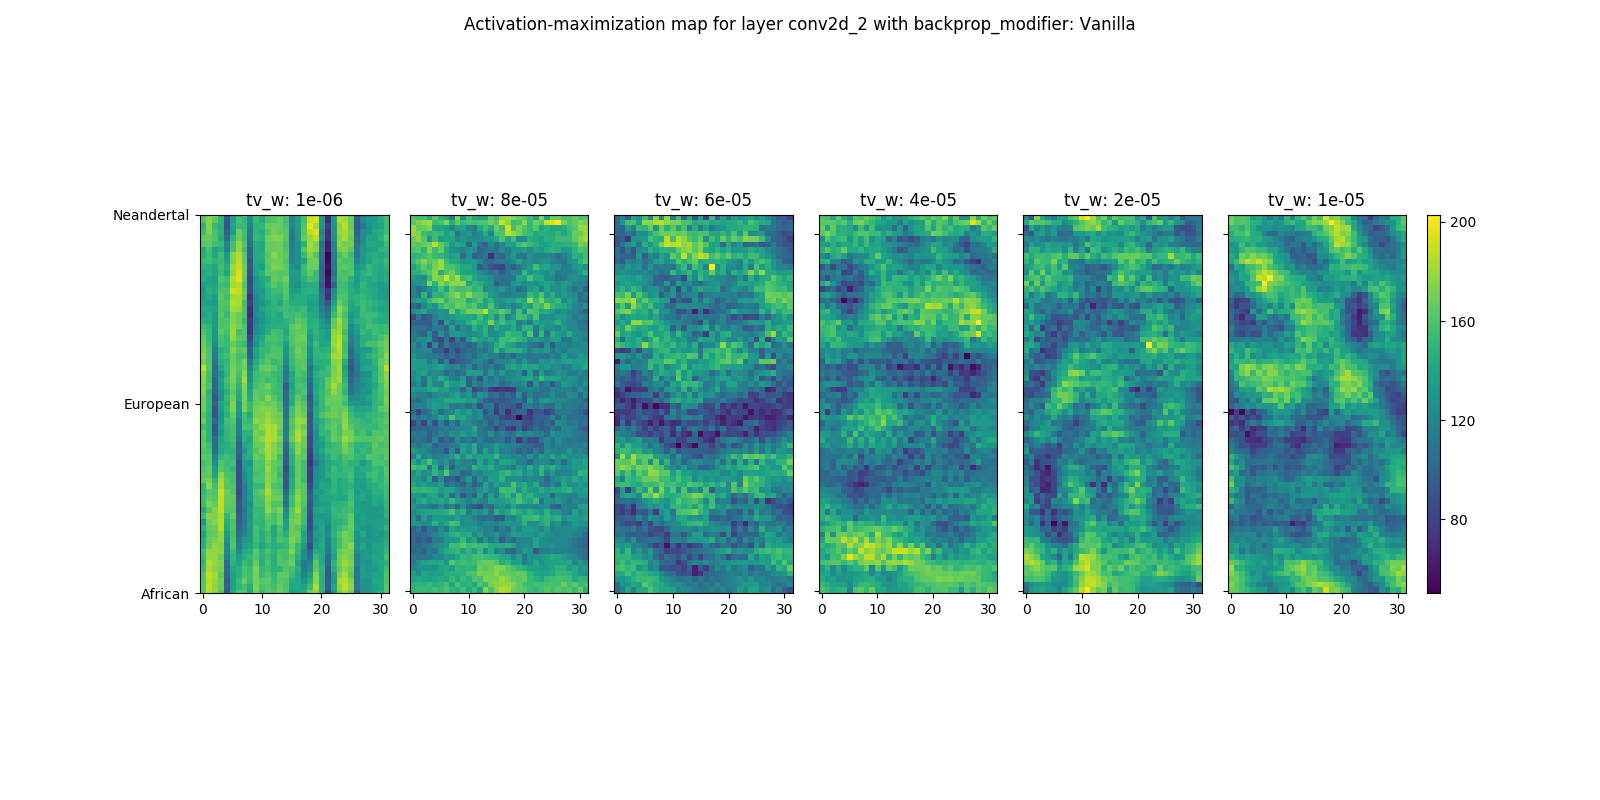 Activation-maximization map for layer conv2d_2 with backprop_modifier: Vanilla
tv_w: 1e-06 tv_w: 8e-05 tv_w: 6e-05 tv_w: 4e-05 tv_w: 2e-05 tv_w: 1e-05
Neandertal
200
160
European
120
80
African
0 10 20 30 0 10 20 30 0 10 20 30 0 10 20 30 0 10 20 30 0 10 20 30